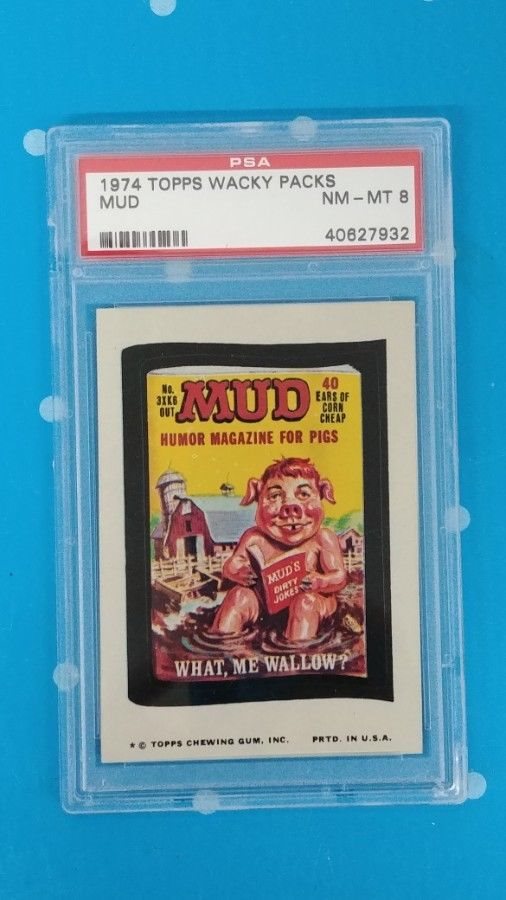 PSA
1974 TOPPS WACKY PACKS
MUD NM - MT 8
40627932
No. 3XK6 OUT
MUD
40 EARS OF CORN CHEAP
HUMOR MAGAZINE FOR PIGS
MUD'S
DIRTY
JOKES
WHAT, ME WALLOW?
★ © TOPPS CHEWING GUM, INC. PRTD. IN U.S.A.